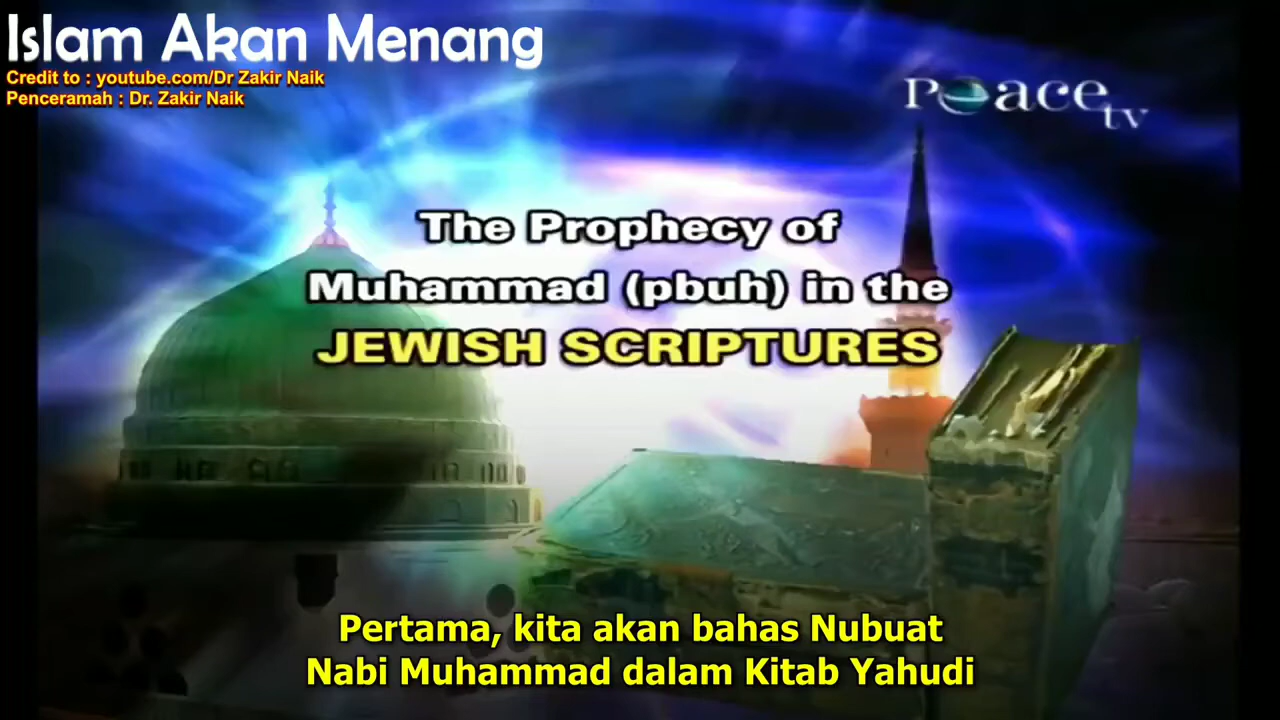 Islam Akan Menang
Credit to : youtube.com/Dr Zakir Naik
Penceramah : Dr. Zakir Naik
Peace
tv
The Prophecy of
Muhammad (pbuh) in the
JEWISH SCRIPTURES
Pertama, kita akan bahas Nubuat
Nabi Muhammad dalam Kitab Yahudi